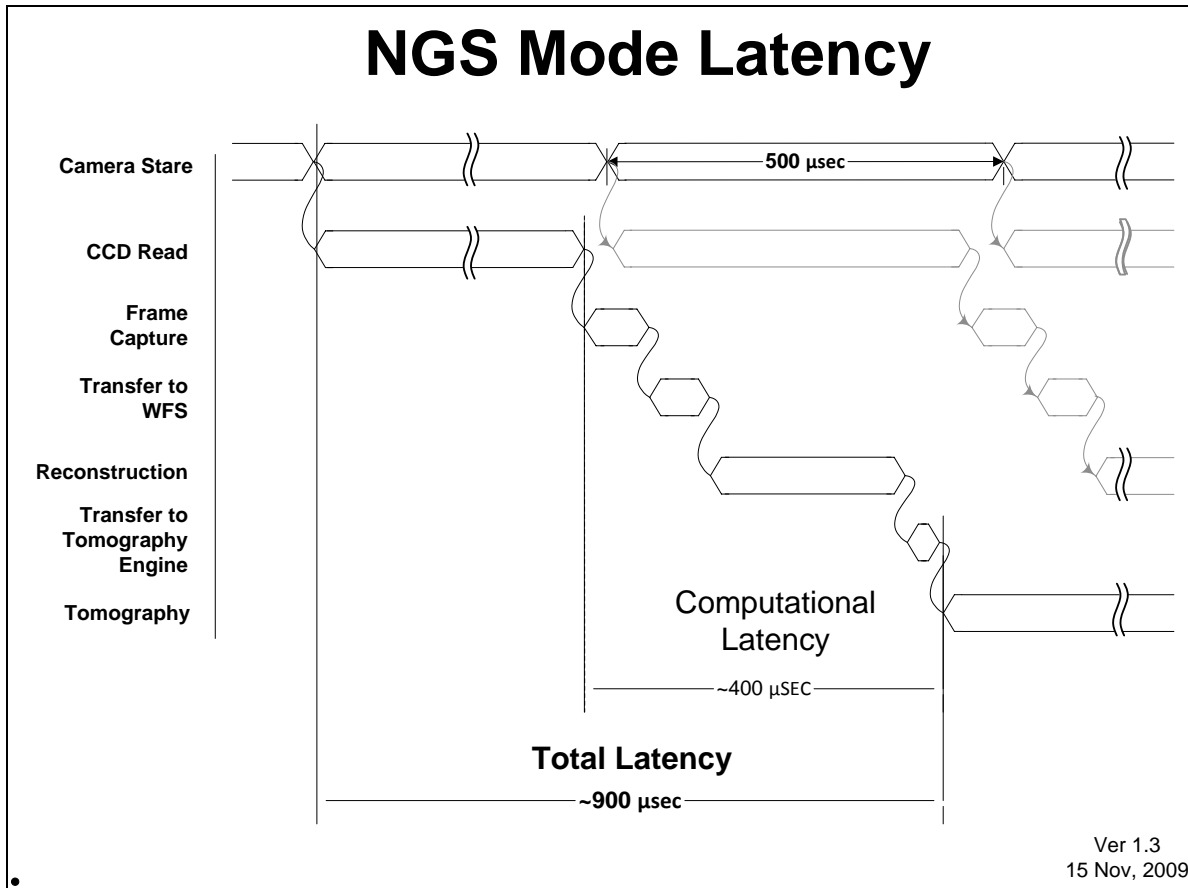 NGS Mode Latency
Camera Stare
500 µsec
CCD Read
Frame
Capture
Transfer to
WFS
Reconstruction
Transfer to
Tomography
Engine
Tomography
Computational
Latency
~400 µSEC
Total Latency
~900 µsec
Ver 1.3
15 Nov, 2009